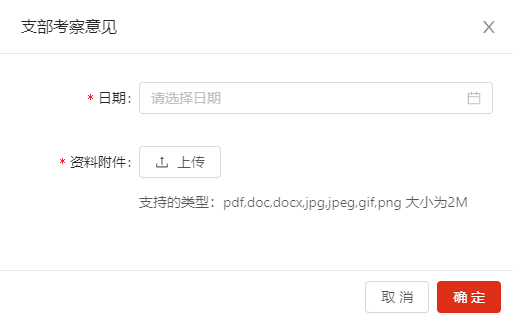 支部考察意见
* 日期:
请选择日期
* 资料附件:
上传
支持的类型：pdf,doc,docx,jpg,jpeg,gif,png 大小为2M
取 消
确 定